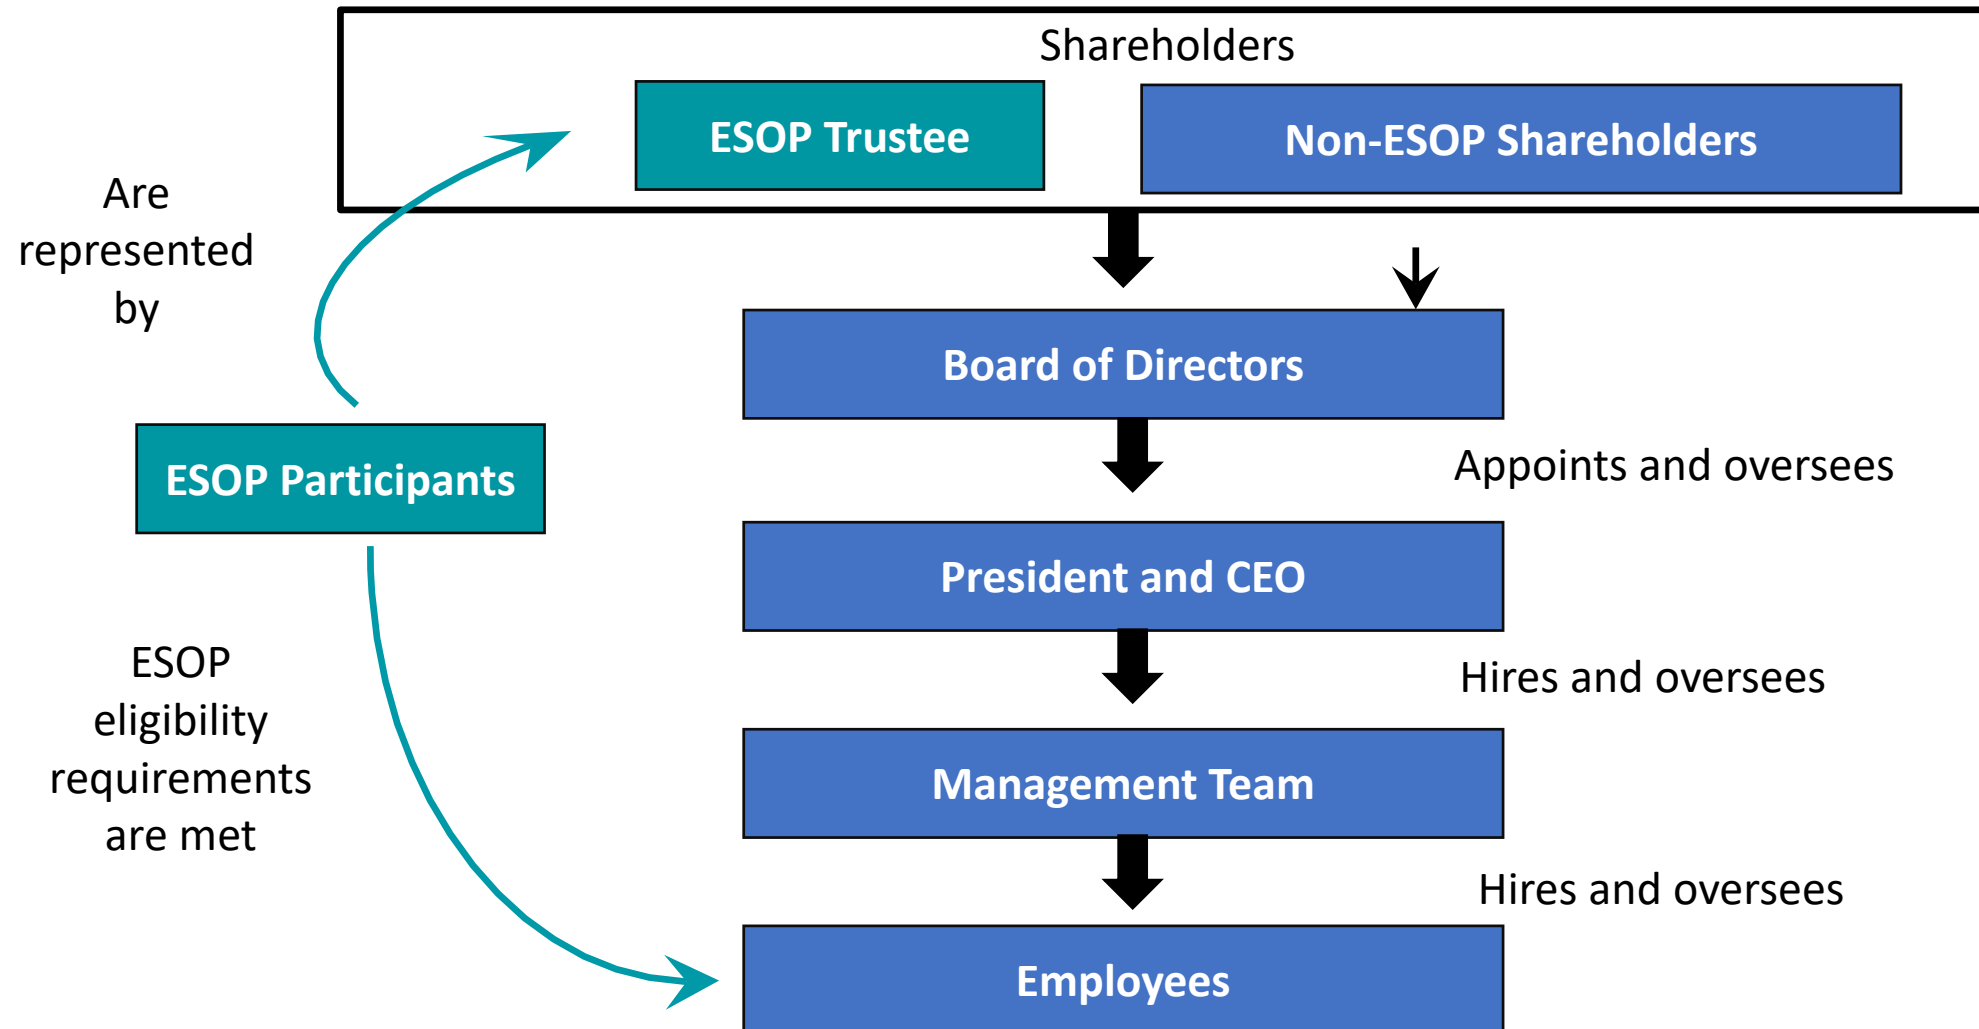 Shareholders
ESOP Trustee
Non-ESOP Shareholders
Are
represented
by
Board of Directors
Appoints and oversees
ESOP Participants
President and CEO
Hires and oversees
ESOP
eligibility
requirements
are met
Management Team
Hires and oversees
Employees